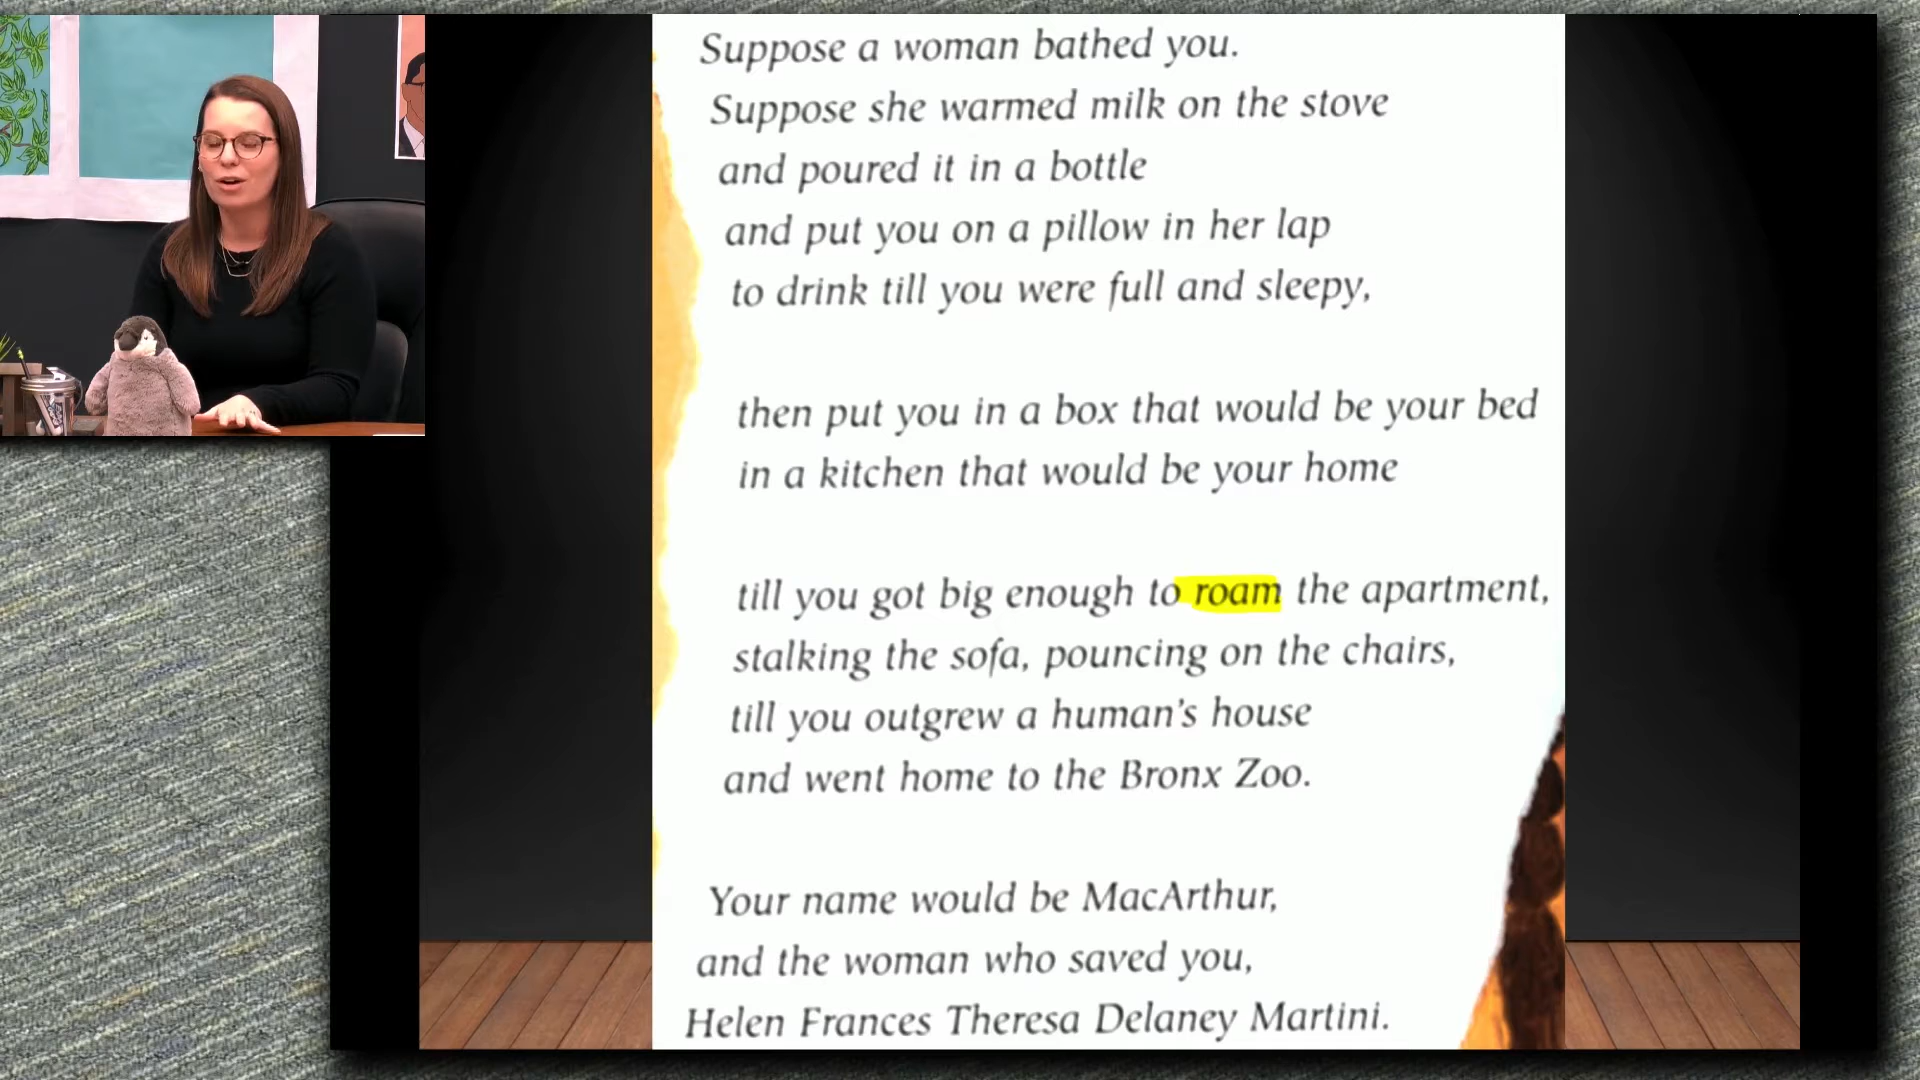 Suppose a woman bathed you.
Suppose she warmed milk on the stove
and poured it in a bottle
and put you on a pillow in her lap
to drink till you were full and sleepy,
then put you in a box that would be your bed
in a kitchen that would be your home
till you got big enough to roam the apartment,
stalking the sofa, pouncing on the chairs,
till you outgrew a human’s house
and went home to the Bronx Zoo.
Your name would be MacArthur,
and the woman who saved you,
Helen Frances Theresa Delaney Martini.